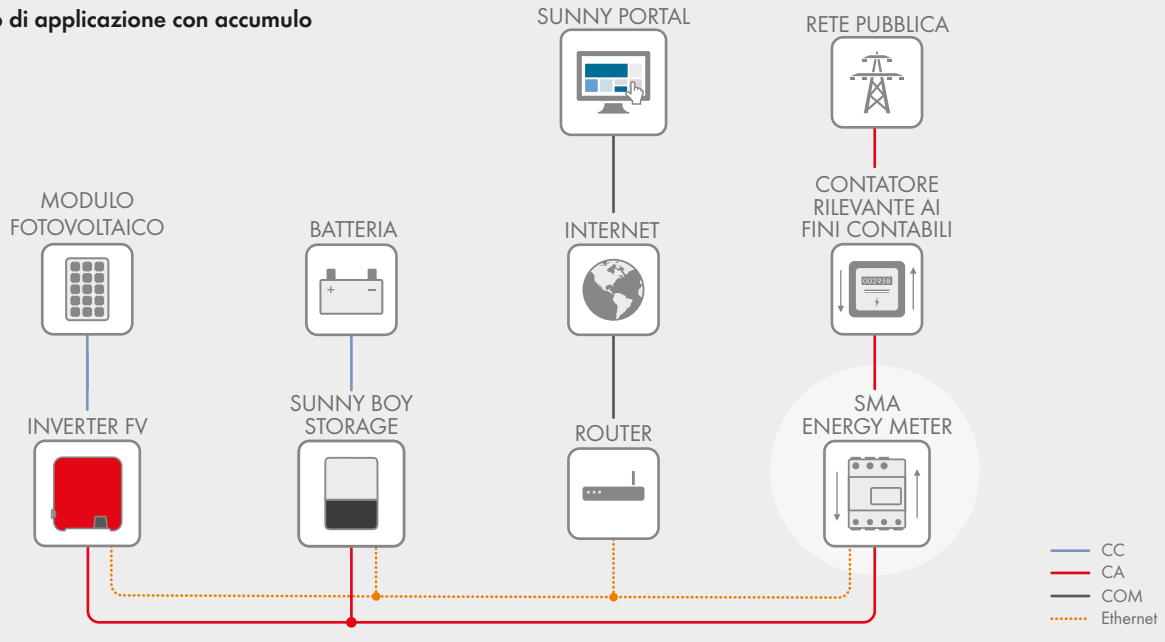 di applicazione con accumulo
SUNNY PORTAL
RETE PUBBLICA
MODULO
FOTOVOLTAICO
BATTERIA
INTERNET
CONTATORE
RILEVANTE AI
FINI CONTABILI
002958
INVERTER FV
SUNNY BOY
STORAGE
ROUTER
SMA
ENERGY METER
CC
CA
COM
Ethernet